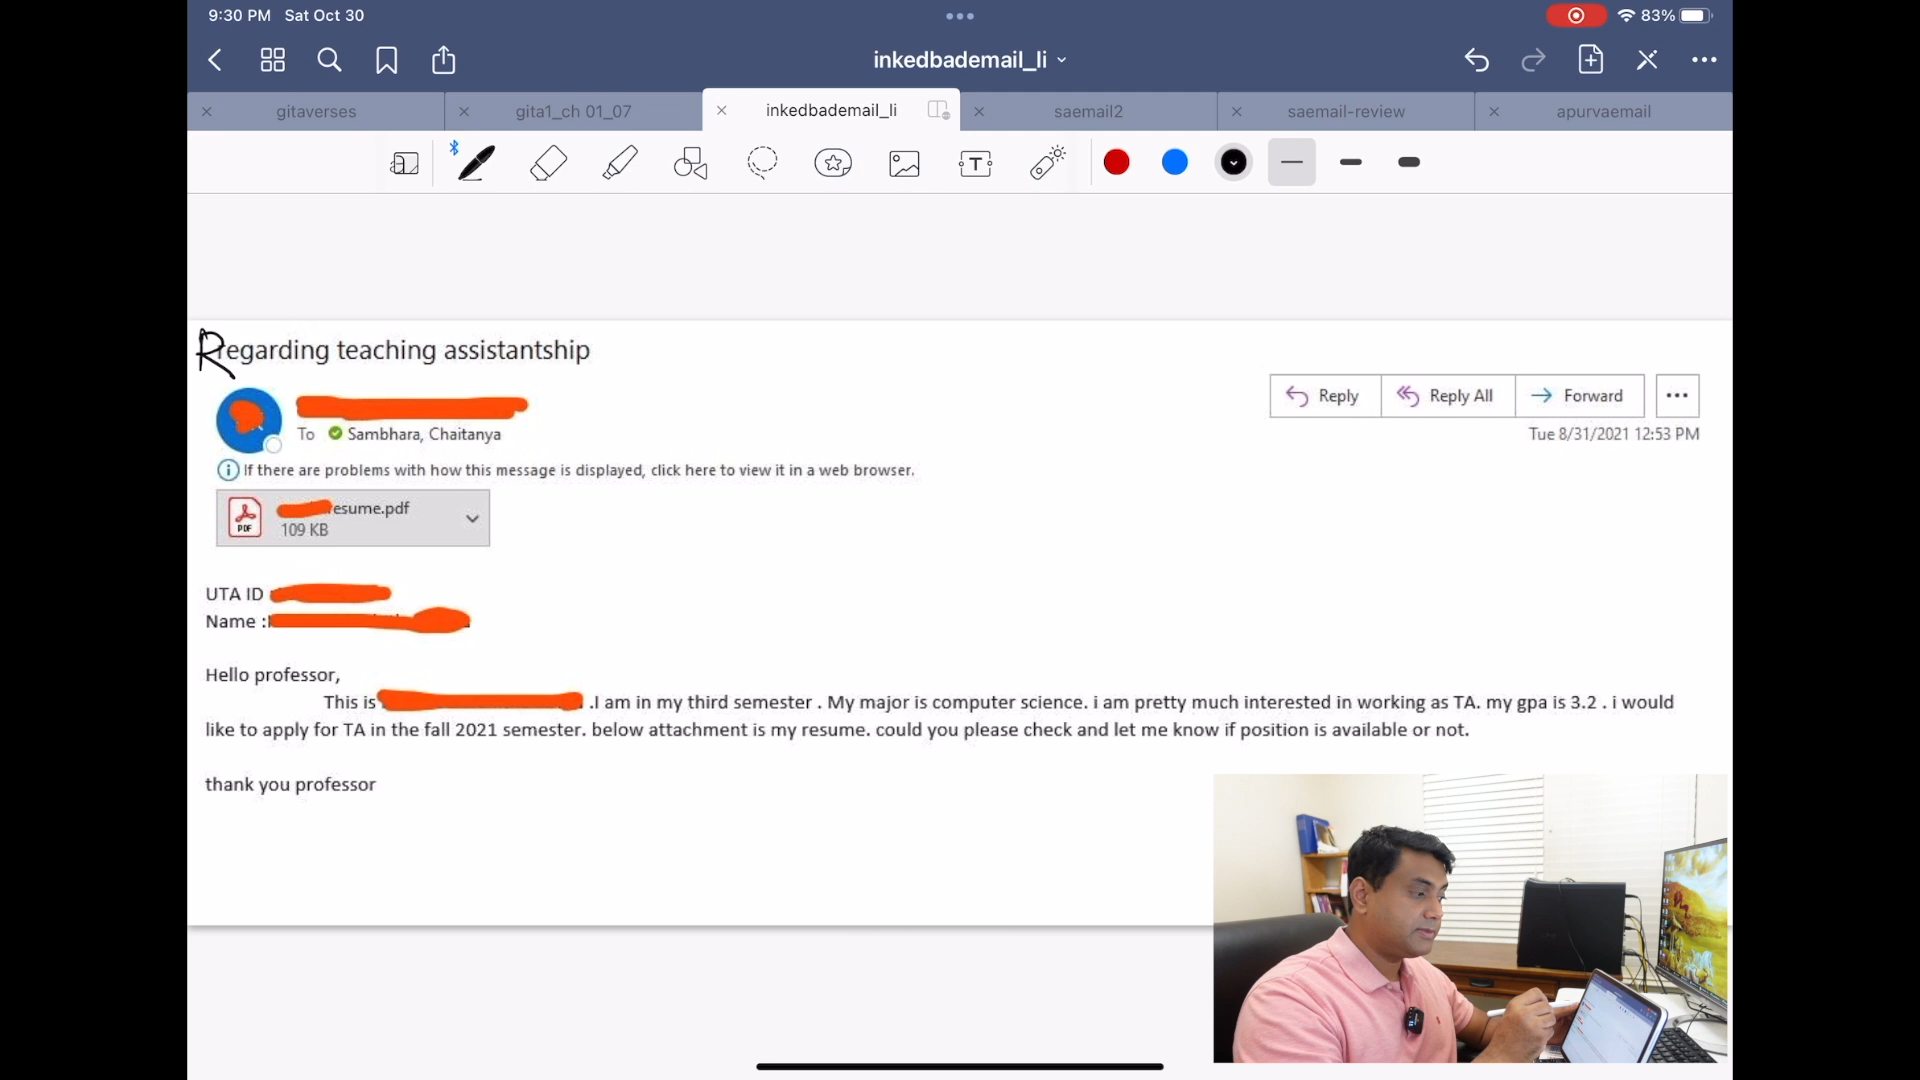 9:30 PM Sat Oct 30
83%
inkedbademail_li
gitaverses
gita1_ch 01_07
inkedbademail_li
saemail2
saemail-review
apurvaemail
Regarding teaching assistantship
Reply
Reply All
Forward
To Sambhara, Chaitanya
Tue 8/31/2021 12:53 PM
If there are problems with how this message is displayed, click here to view it in a web browser.
esume.pdf
PDF
109 KB
UTA ID
Name :
Hello professor,
This is .I am in my third semester . My major is computer science. i am pretty much interested in working as TA. my gpa is 3.2 . i would
like to apply for TA in the fall 2021 semester. below attachment is my resume. could you please check and let me know if position is available or not.
thank you professor